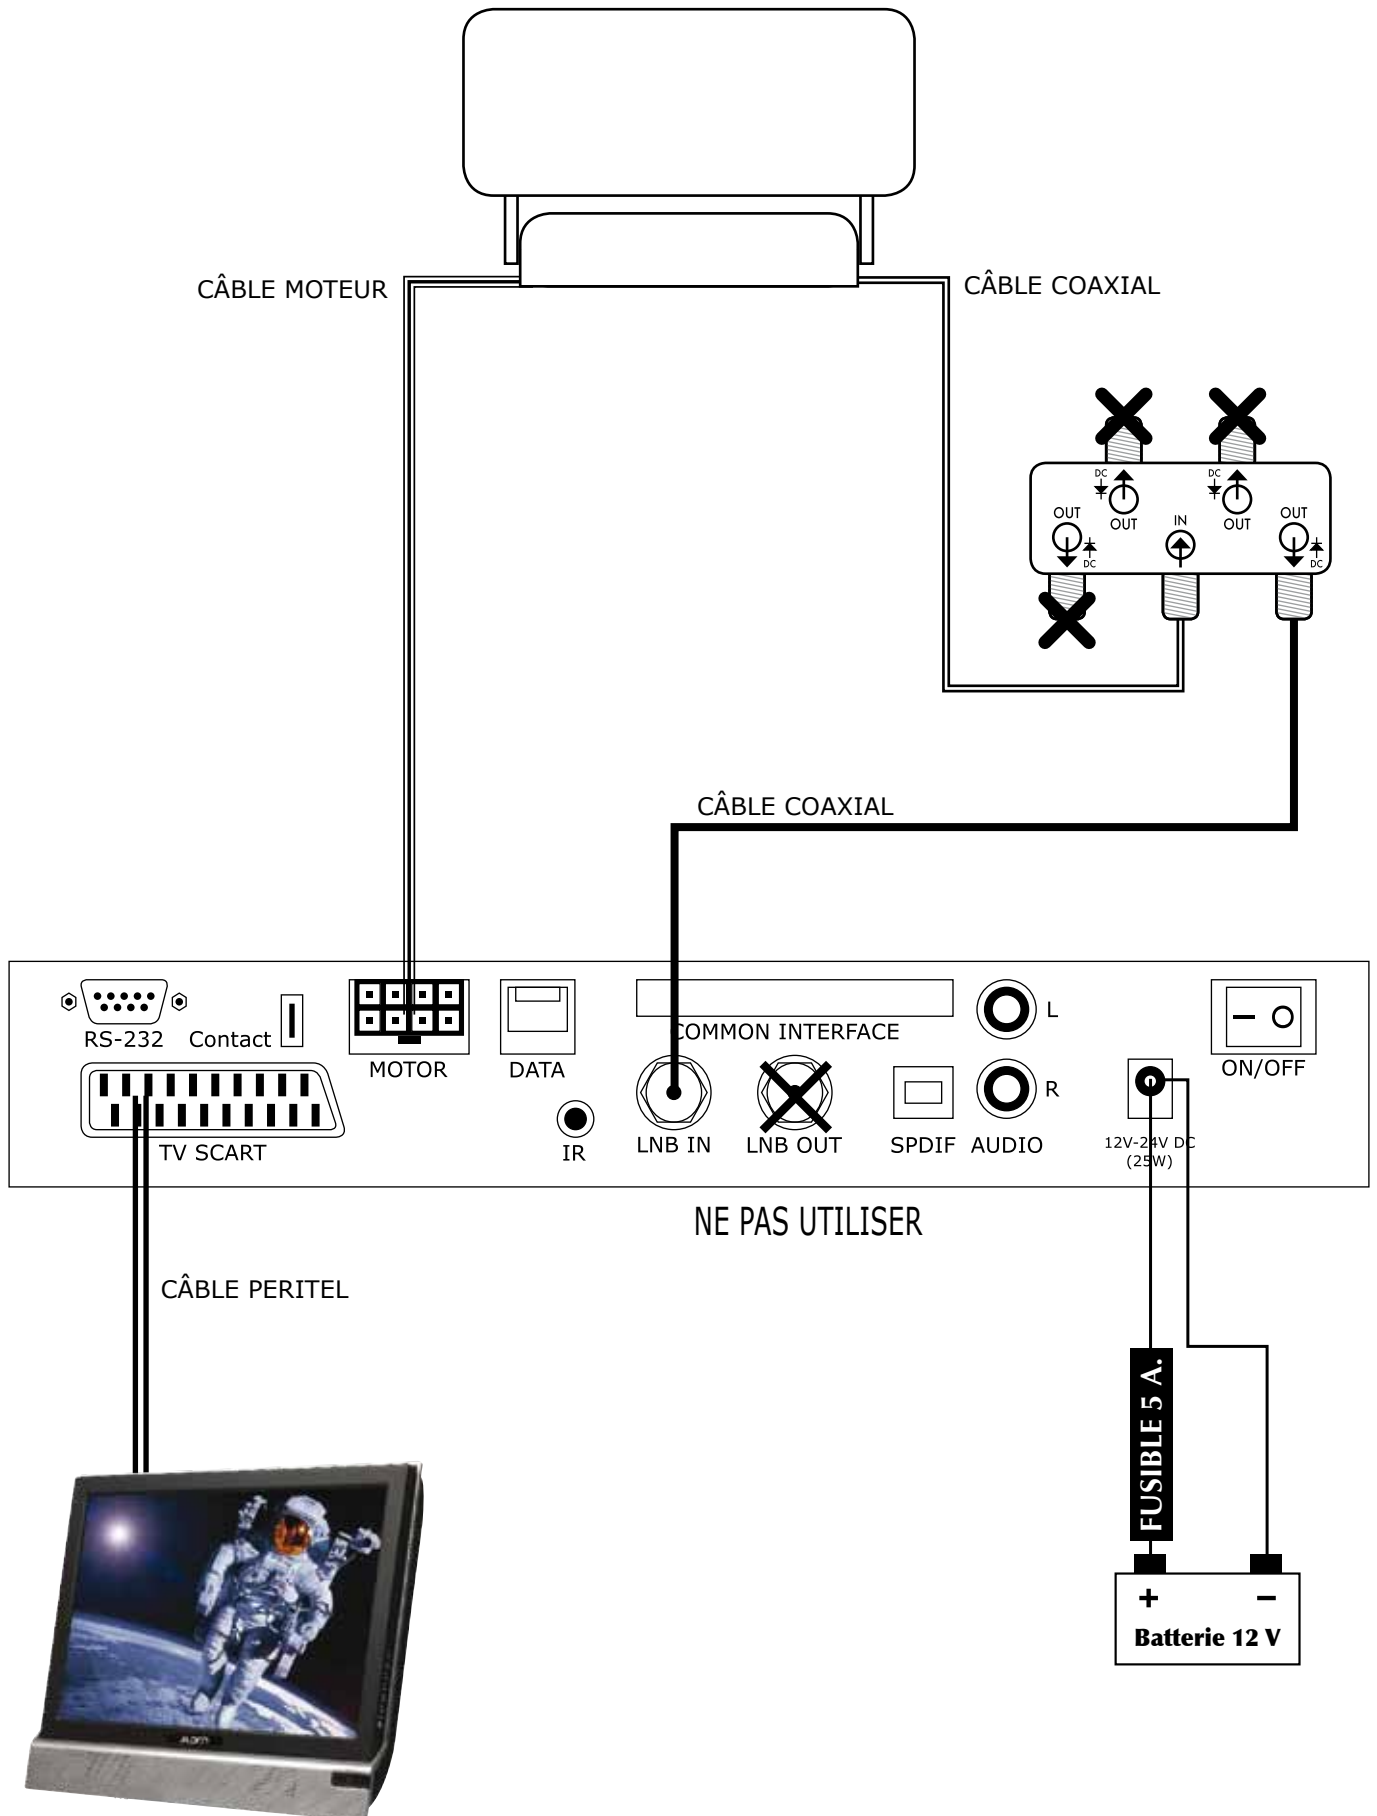 CÂBLE MOTEUR
CÂBLE COAXIAL
DC
DC
OUT
OUT
IN
OUT
OUT
DC
DC
CÂBLE COAXIAL
RS-232
Contact
MOTOR
DATA
COMMON INTERFACE
L
ON/OFF
TV SCART
IR
LNB IN
LNB OUT
SPDIF
AUDIO
R
12V-24V DC
(25W)
NE PAS UTILISER
CÂBLE PERITEL
FUSIBLE 5 A.
+
−
Batterie 12 V